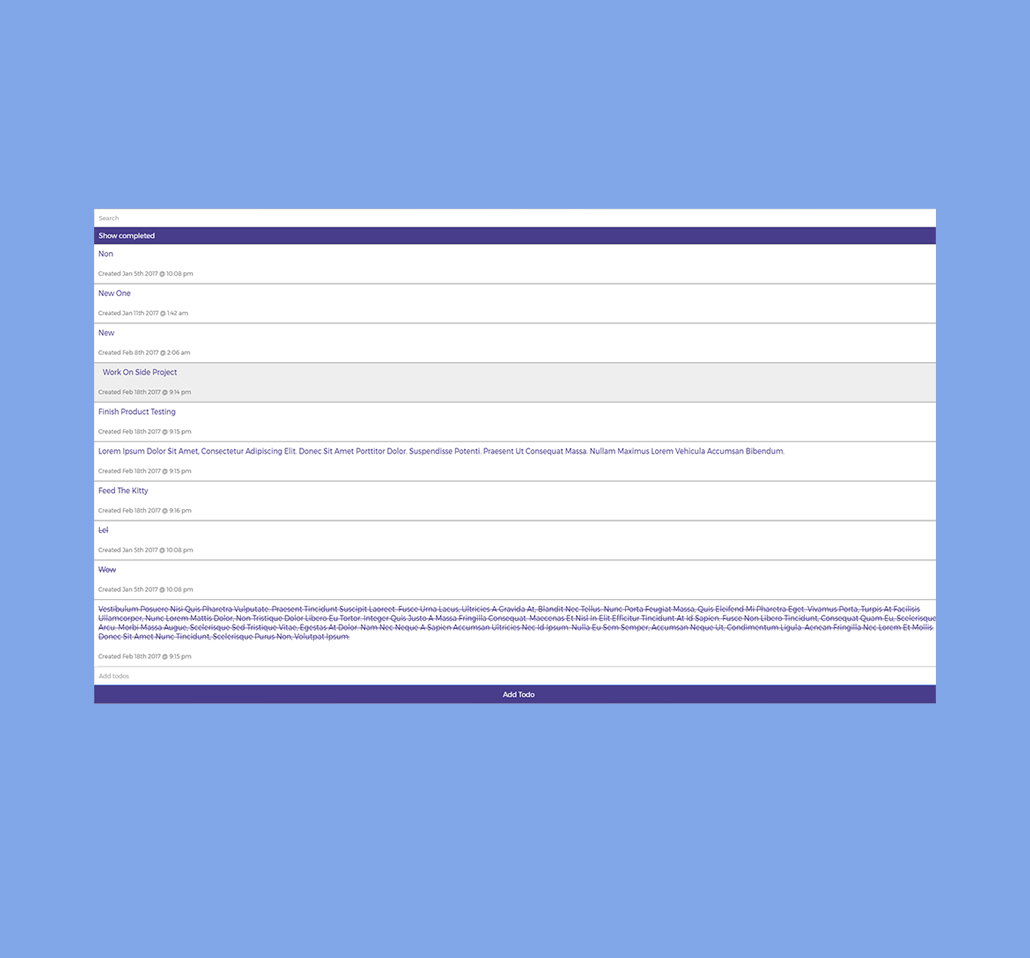 Search
Show completed
Non
Created Jan 5th 2017 @ 10:08 pm
New One
Created Jan 11th 2017 @ 1:42 am
New
Created Feb 8th 2017 @ 2:06 am
Work On Side Project
Created Feb 18th 2017 @ 9:14 pm
Finish Product Testing
Created Feb 18th 2017 @ 9:15 pm
Lorem Ipsum Dolor Sit Amet, Consectetur Adipiscing Elit. Donec Sit Amet Porttitor Dolor. Suspendisse Potenti. Praesent Ut Consequat Massa. Nullam Maximus Lorem Vehicula Accumsan Bibendum.
Created Feb 18th 2017 @ 9:15 pm
Feed The Kitty
Created Feb 18th 2017 @ 9:16 pm
Lel
Created Jan 5th 2017 @ 10:08 pm
Wow
Created Jan 5th 2017 @ 10:08 pm
Vestibulum Posuere Nisi Quis Pharetra Vulputate. Praesent Tincidunt Suscipit Laoreet. Fusce Urna Lacus, Ultricies A Gravida At, Blandit Nec Tellus. Nunc Porta Feugiat Massa, Quis Eleifend Mi Pharetra Eget. Vivamus Porta, Turpis At Facilisis
Ullamcorper, Nunc Lorem Mattis Dolor, Non Tristique Dolor Libero Eu Tortor. Integer Quis Justo A Massa Fringilla Consequat. Maecenas Et Nisl In Elit Efficitur Tincidunt At Id Sapien. Fusce Non Libero Tincidunt, Consequat Quam Eu, Scelerisque
Arcu. Morbi Massa Augue, Scelerisque Sed Tristique Vitae, Egestas At Dolor. Nam Nec Neque A Sapien Accumsan Ultricies Nec Id Ipsum. Nulla Eu Sem Semper, Accumsan Neque Ut, Condimentum Ligula. Aenean Fringilla Nec Lorem Et Mollis.
Donec Sit Amet Nunc Tincidunt, Scelerisque Purus Non, Volutpat Ipsum.
Created Feb 18th 2017 @ 9:15 pm
Add todos
Add Todo